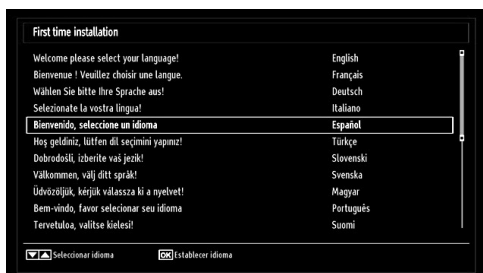 First time installation
Welcome please select your language! English
Bienvenue ! Veuillez choisir une langue. Français
Wählen Sie bitte Ihre Sprache aus! Deutsch
Selezionate la vostra lingua! Italiano
Bienvenido, seleccione un idioma Español
Hoş geldiniz, lütfen dil seçimini yapınız! Türkçe
Dobrodošli, izberite vaš jezik! Slovenski
Välkommen, välj ditt språk! Svenska
Üdvözöljük, kérjük válassza ki a nyelvet! Magyar
Bem-vindo, favor selecionar seu idioma Português
Tervetuloa, valitse kielesi! Suomi
Seleccionar idioma OK Establecer idioma